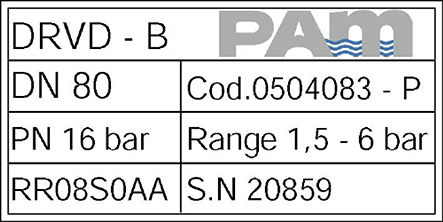 DRVD - B PAM
DN 80 Cod.0504083 - P
PN 16 bar Range 1,5 - 6 bar
RR08S0AA S.N 20859